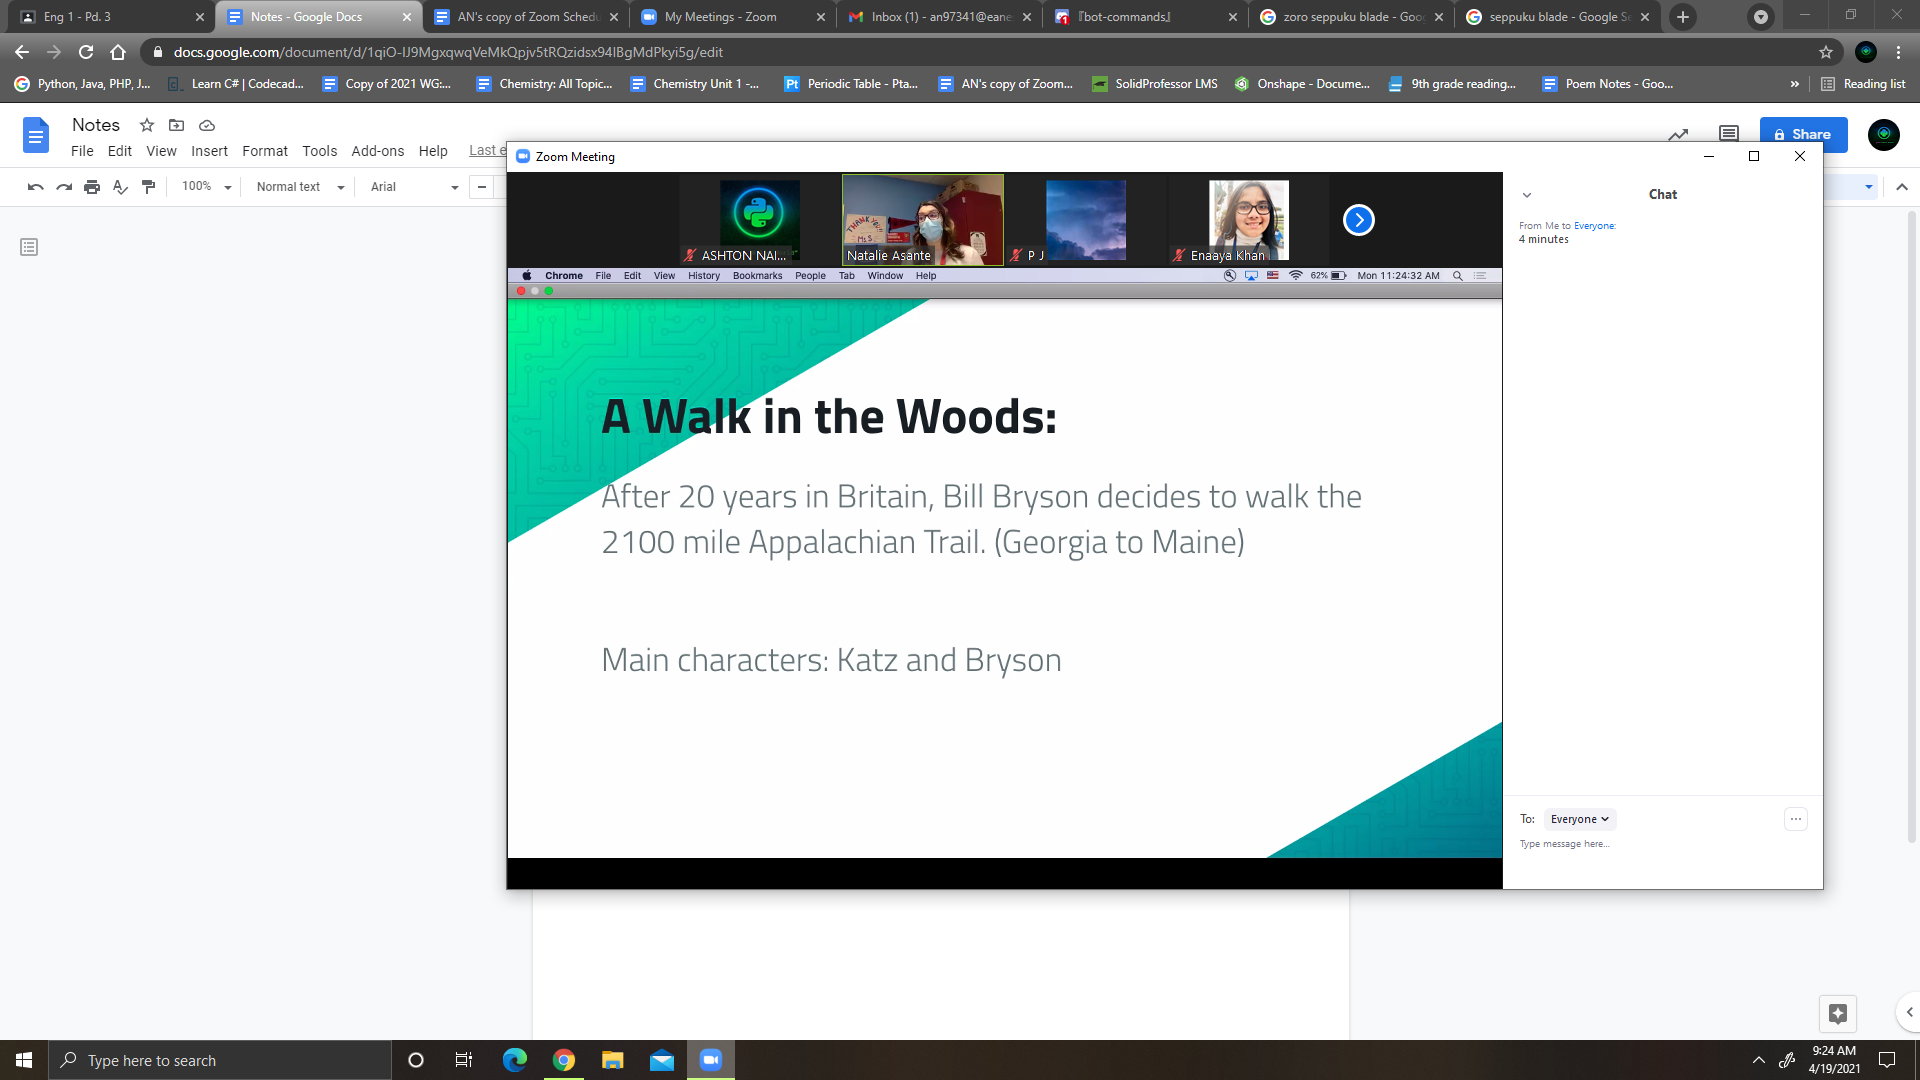 Eng 1 - Pd. 3
Notes - Google Docs
AN's copy of Zoom Schedu
My Meetings - Zoom
Inbox (1) - an97341@eane
『bot-commands』
zoro seppuku blade - Goo
seppuku blade - Google Se
docs.google.com/document/d/1qiO-IJ9MgxqwqVeMkQpjv5tRQzidsx94lBgMdPkyi5g/edit
Python, Java, PHP, J...
Learn C# | Codecad...
Copy of 2021 WG:...
Chemistry: All Topic...
Chemistry Unit 1 -...
Periodic Table - Pta...
AN's copy of Zoom...
SolidProfessor LMS
Onshape - Docume...
9th grade reading...
Poem Notes - Goo...
»
Reading list
Notes
File Edit View Insert Format Tools Add-ons Help Last e
Share
100% Normal text Arial
Zoom Meeting
THANK YOU!
MS
ASHTON NAI...
Natalie Asante
P J
Enaaya Khan
Chrome File Edit View History Bookmarks People Tab Window Help
62% Mon 11:24:32 AM
A Walk in the Woods:
After 20 years in Britain, Bill Bryson decides to walk the
2100 mile Appalachian Trail. (Georgia to Maine)
Main characters: Katz and Bryson
Chat
From Me to Everyone:
4 minutes
To: Everyone
Type message here...
Type here to search
9:24 AM
4/19/2021